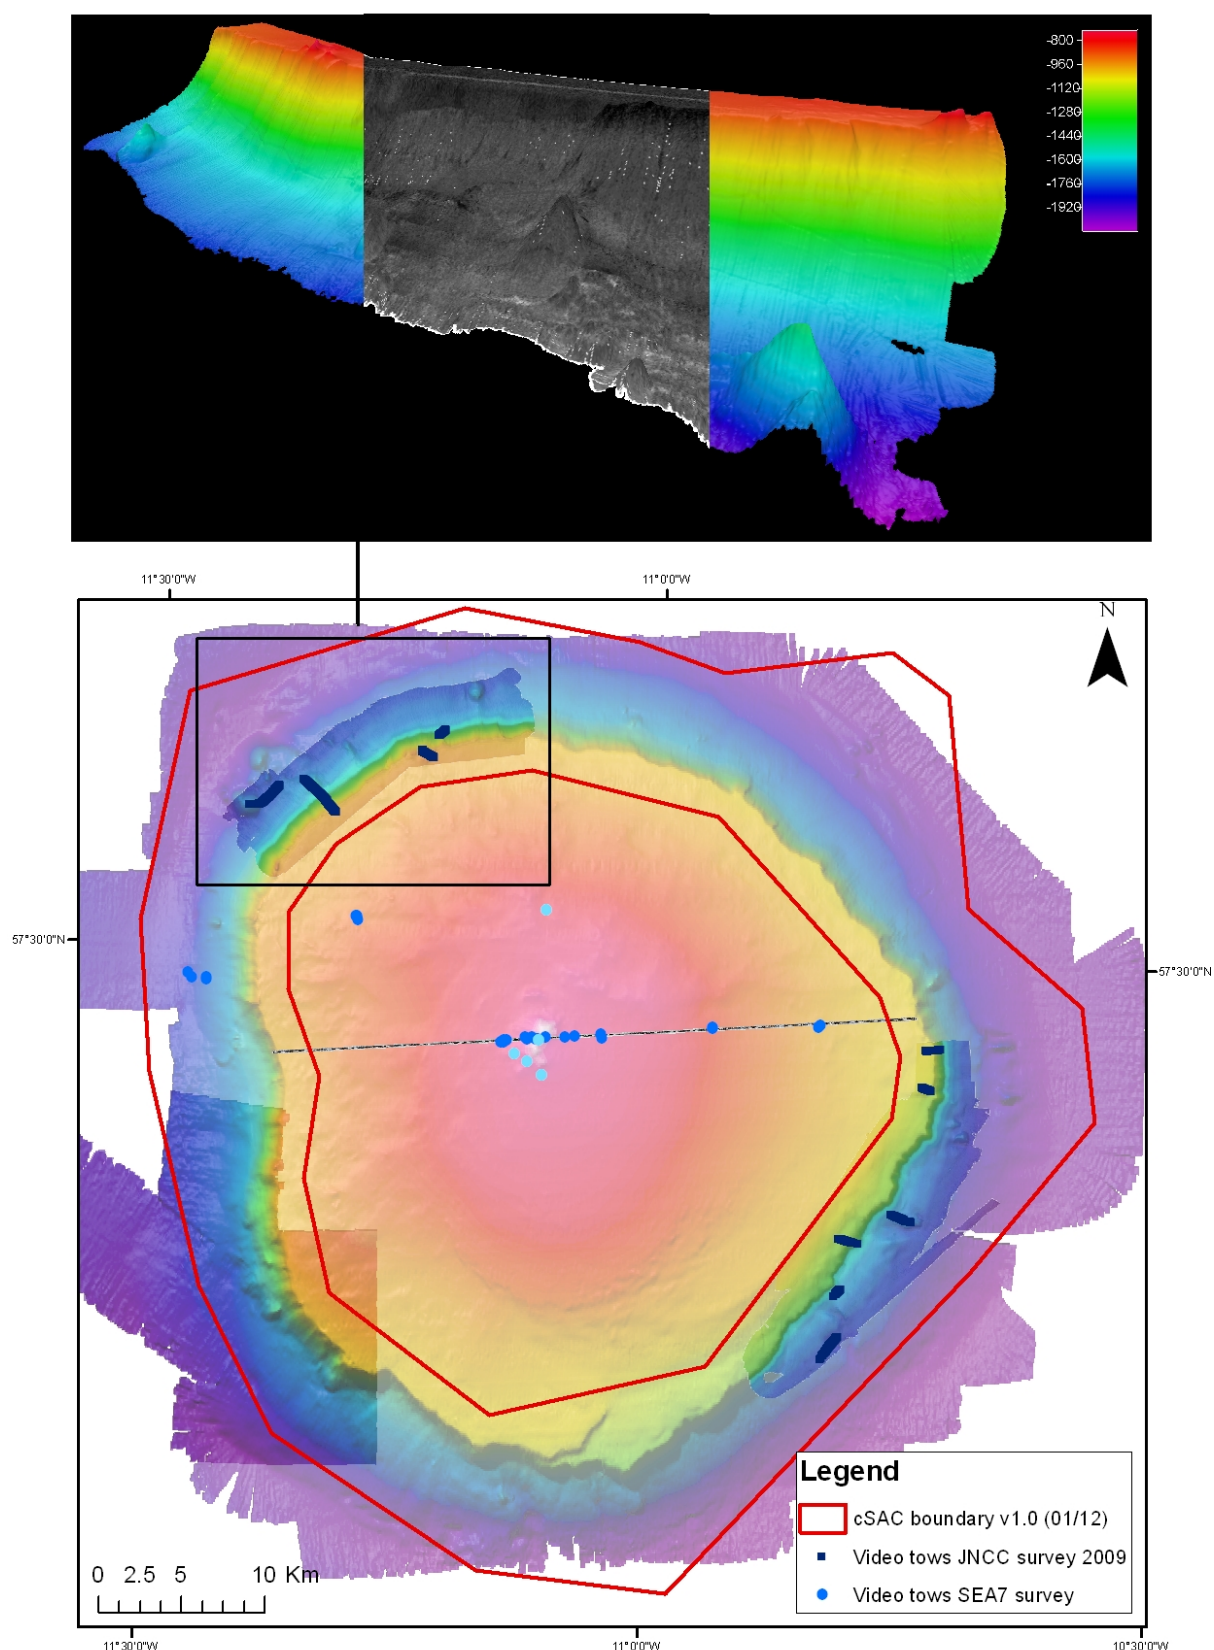 -800
-960
-1120
-1280
-1440
-1600
-1760
-1920
11°30'0"W 11°0'0"W
N
57°30'0"N
57°30'0"N
Legend
cSAC boundary v1.0 (01/12)
Video tows JNCC survey 2009
Video tows SEA7 survey
0 2.5 5 10 Km
11°30'0"W 11°0'0"W 10°30'0"W